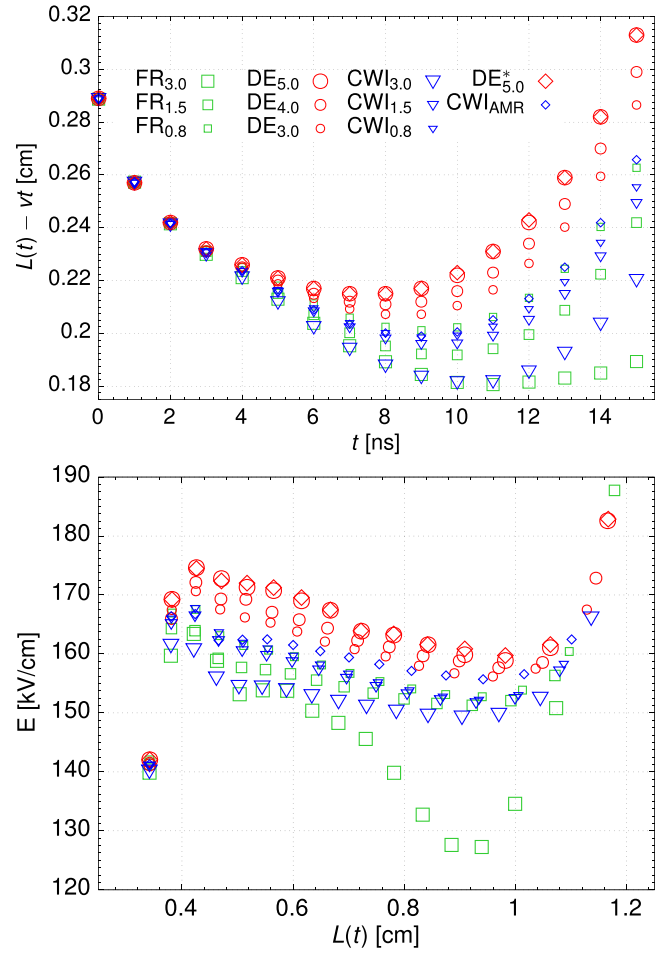 0.32
0.3
0.28
0.26
0.24
0.22
0.2
0.18
L(t) − vt [cm]
FR3.0 DE5.0 CWI3.0 DE*5.0
FR1.5 DE4.0 CWI1.5 CWIAMR
FR0.8 DE3.0 CWI0.8
0 2 4 6 8 10 12 14
t [ns]
190
180
170
160
150
140
130
120
E [kV/cm]
0.4 0.6 0.8 1 1.2
L(t) [cm]